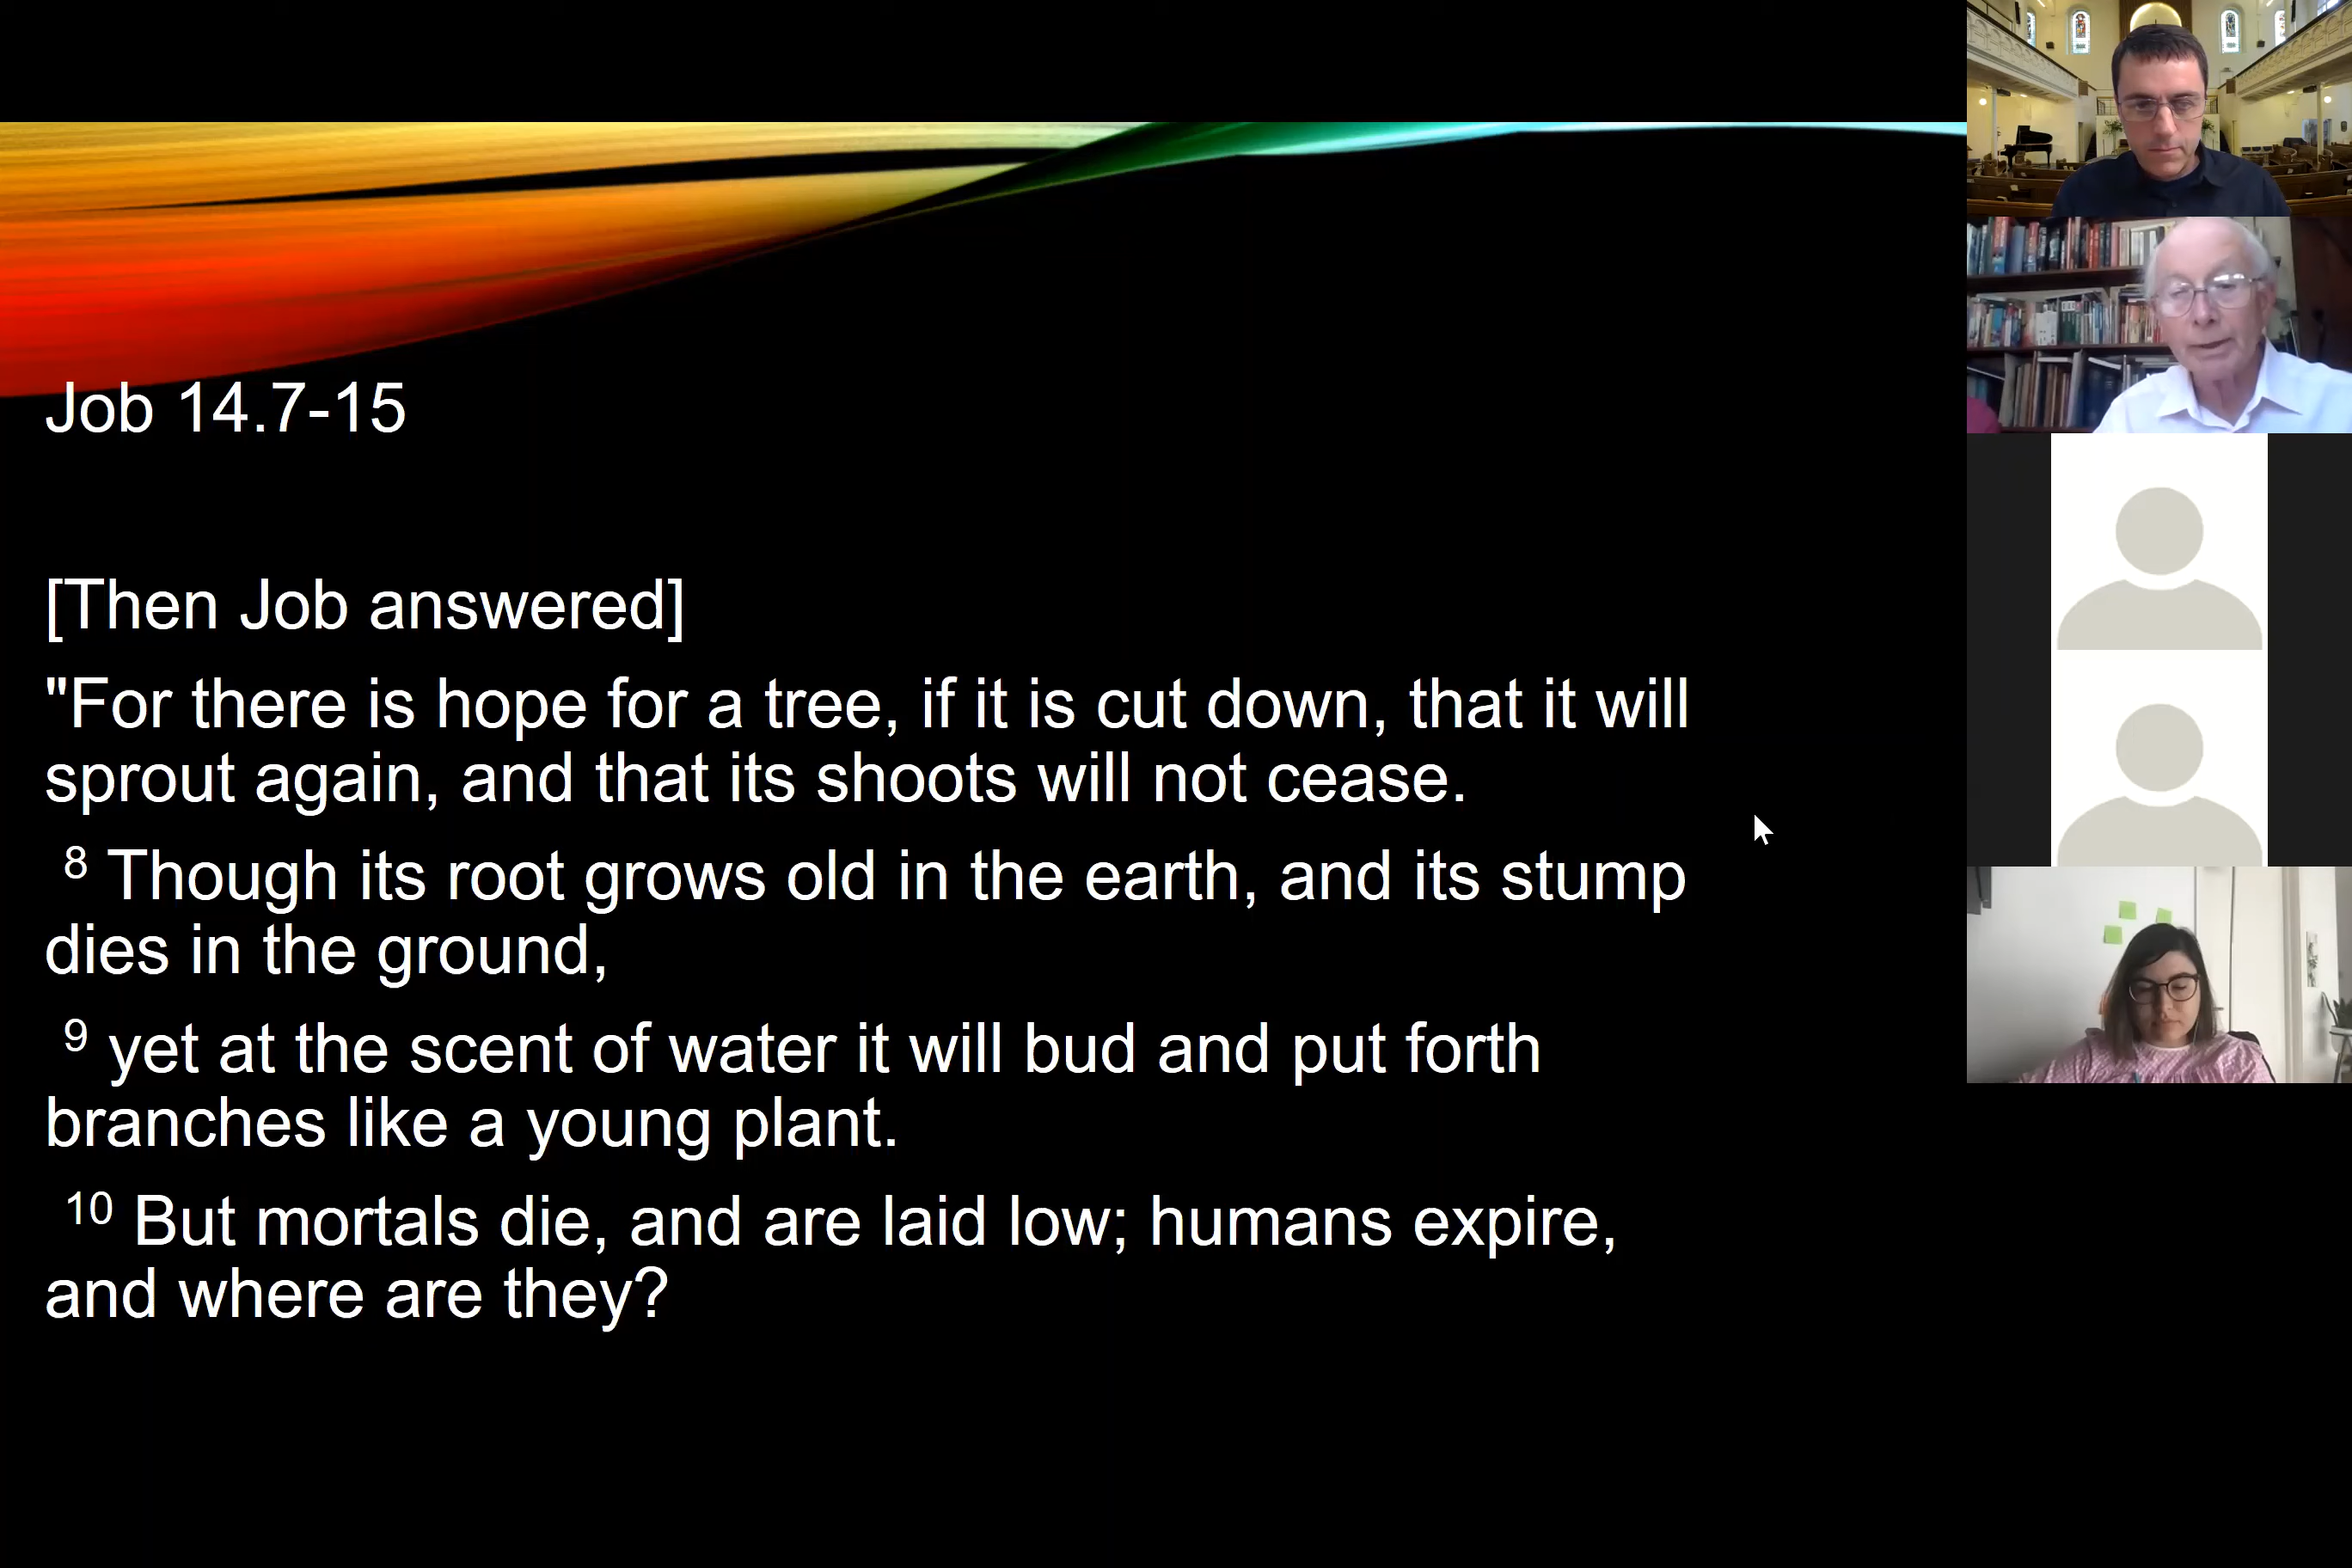 Job 14.7-15
[Then Job answered]
"For there is hope for a tree, if it is cut down, that it will
sprout again, and that its shoots will not cease.
8 Though its root grows old in the earth, and its stump
dies in the ground,
9 yet at the scent of water it will bud and put forth
branches like a young plant.
10 But mortals die, and are laid low; humans expire,
and where are they?